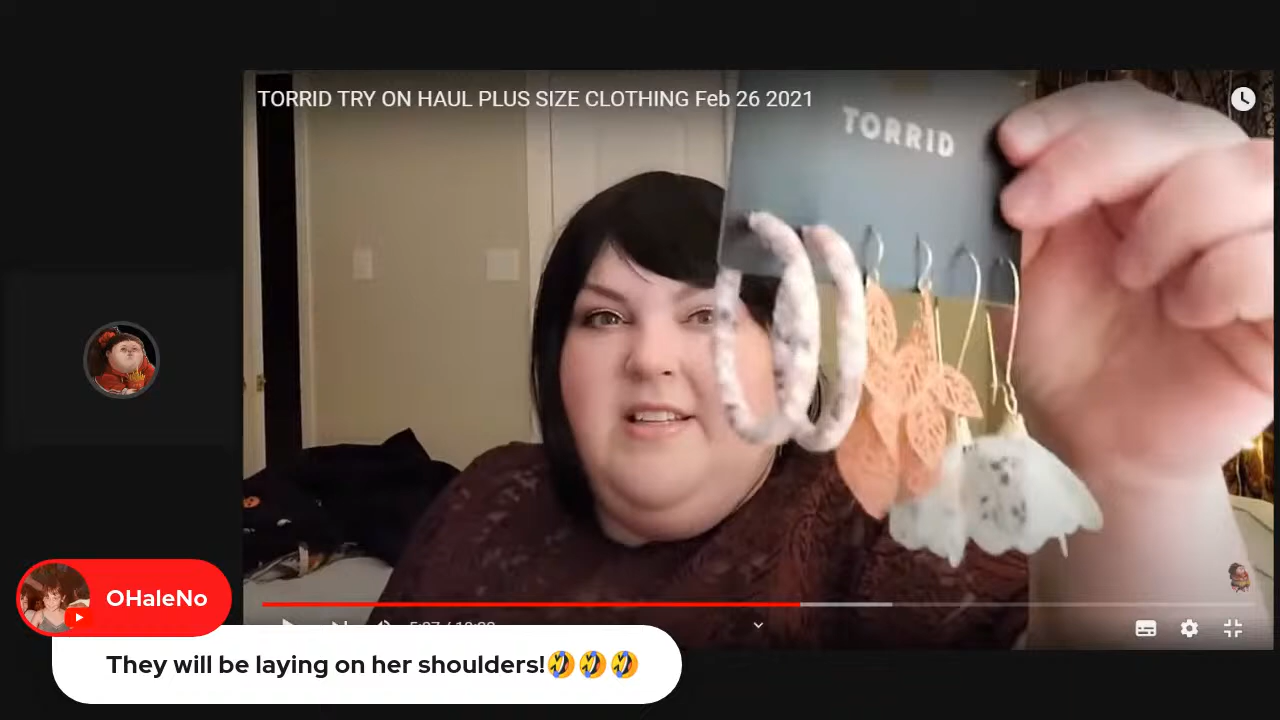 TORRID TRY ON HAUL PLUS SIZE CLOTHING Feb 26 2021
TORRID
OHaleNo
They will be laying on her shoulders!🤣🤣🤣